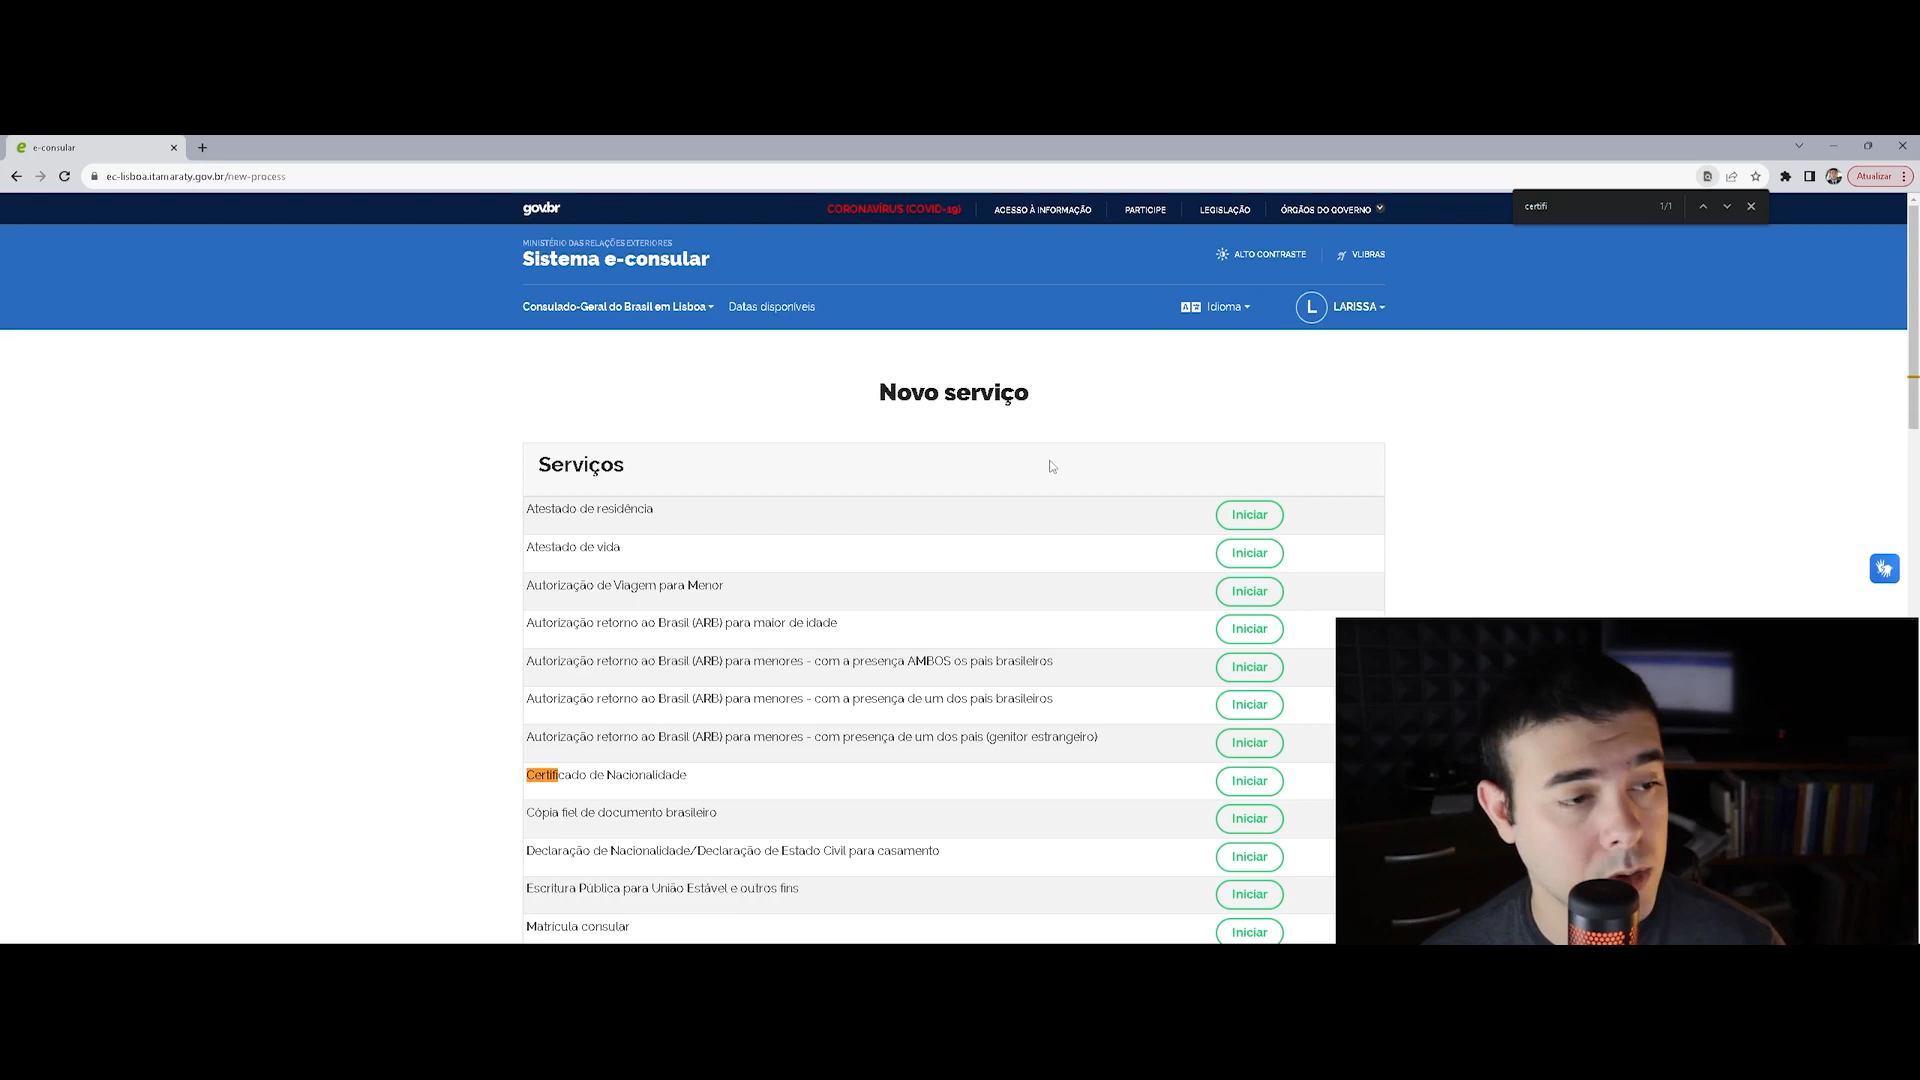 e-consular
ec-lisboa.itamaraty.gov.br/new-process
Atualizar
certifi 1/1
gov.br
CORONAVÍRUS (COVID-19)
ACESSO À INFORMAÇÃO
PARTICIPE
LEGISLAÇÃO
ÓRGÃOS DO GOVERNO
MINISTÉRIO DAS RELAÇÕES EXTERIORES
Sistema e-consular
ALTO CONTRASTE
VLIBRAS
Consulado-Geral do Brasil em Lisboa
Datas disponíveis
Idioma
L LARISSA
Novo serviço
Serviços
Atestado de residência Iniciar
Atestado de vida Iniciar
Autorização de Viagem para Menor Iniciar
Autorização retorno ao Brasil (ARB) para maior de idade Iniciar
Autorização retorno ao Brasil (ARB) para menores - com a presença AMBOS os pais brasileiros Iniciar
Autorização retorno ao Brasil (ARB) para menores - com a presença de um dos pais brasileiros Iniciar
Autorização retorno ao Brasil (ARB) para menores - com presença de um dos pais (genitor estrangeiro) Iniciar
Certificado de Nacionalidade Iniciar
Cópia fiel de documento brasileiro Iniciar
Declaração de Nacionalidade/Declaração de Estado Civil para casamento Iniciar
Escritura Pública para União Estável e outros fins Iniciar
Matrícula consular Iniciar